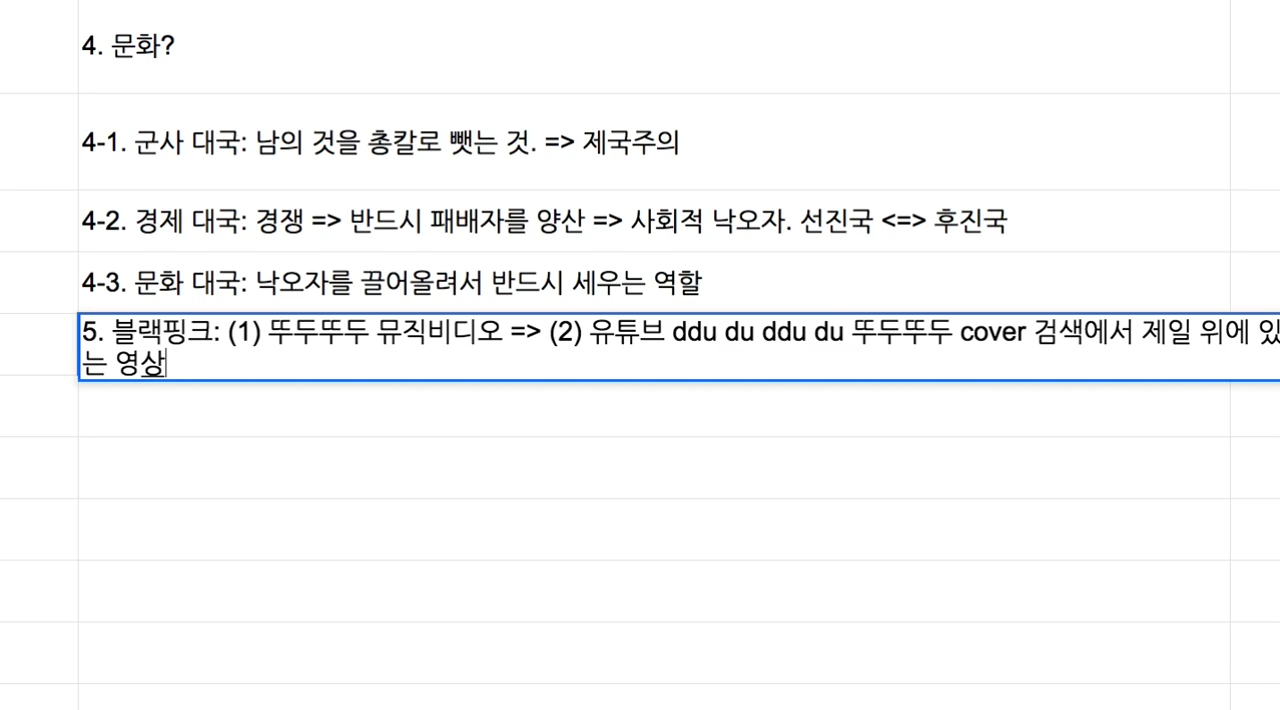 4. 문화?
4-1. 군사 대국: 남의 것을 총칼로 뺏는 것. => 제국주의
4-2. 경제 대국: 경쟁 => 반드시 패배자를 양산 => 사회적 낙오자. 선진국 <=> 후진국
4-3. 문화 대국: 낙오자를 끌어올려서 반드시 세우는 역할
5. 블랙핑크: (1) 뚜두뚜두 뮤직비디오 => (2) 유튜브 ddu du ddu du 뚜두뚜두 cover 검색에서 제일 위에 있
는 영상